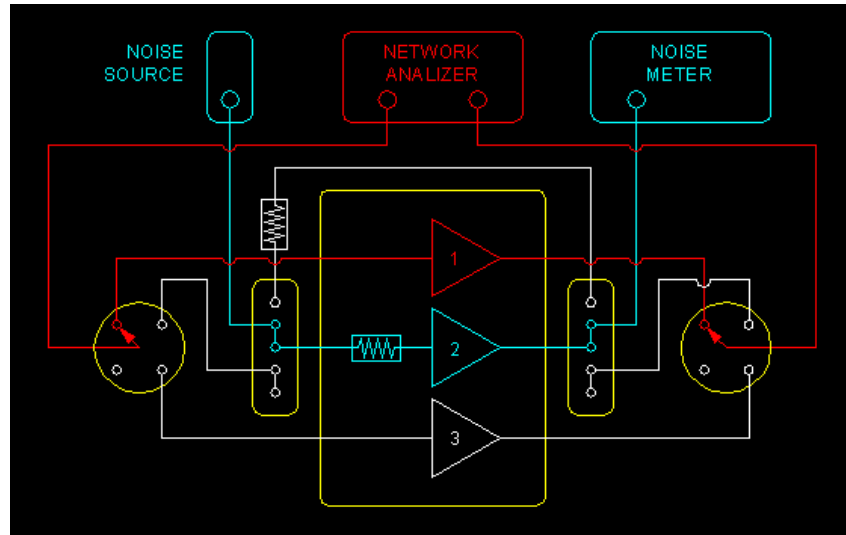 NOISE
SOURCE
NETWORK
ANALIZER
NOISE
METER
1
2
3